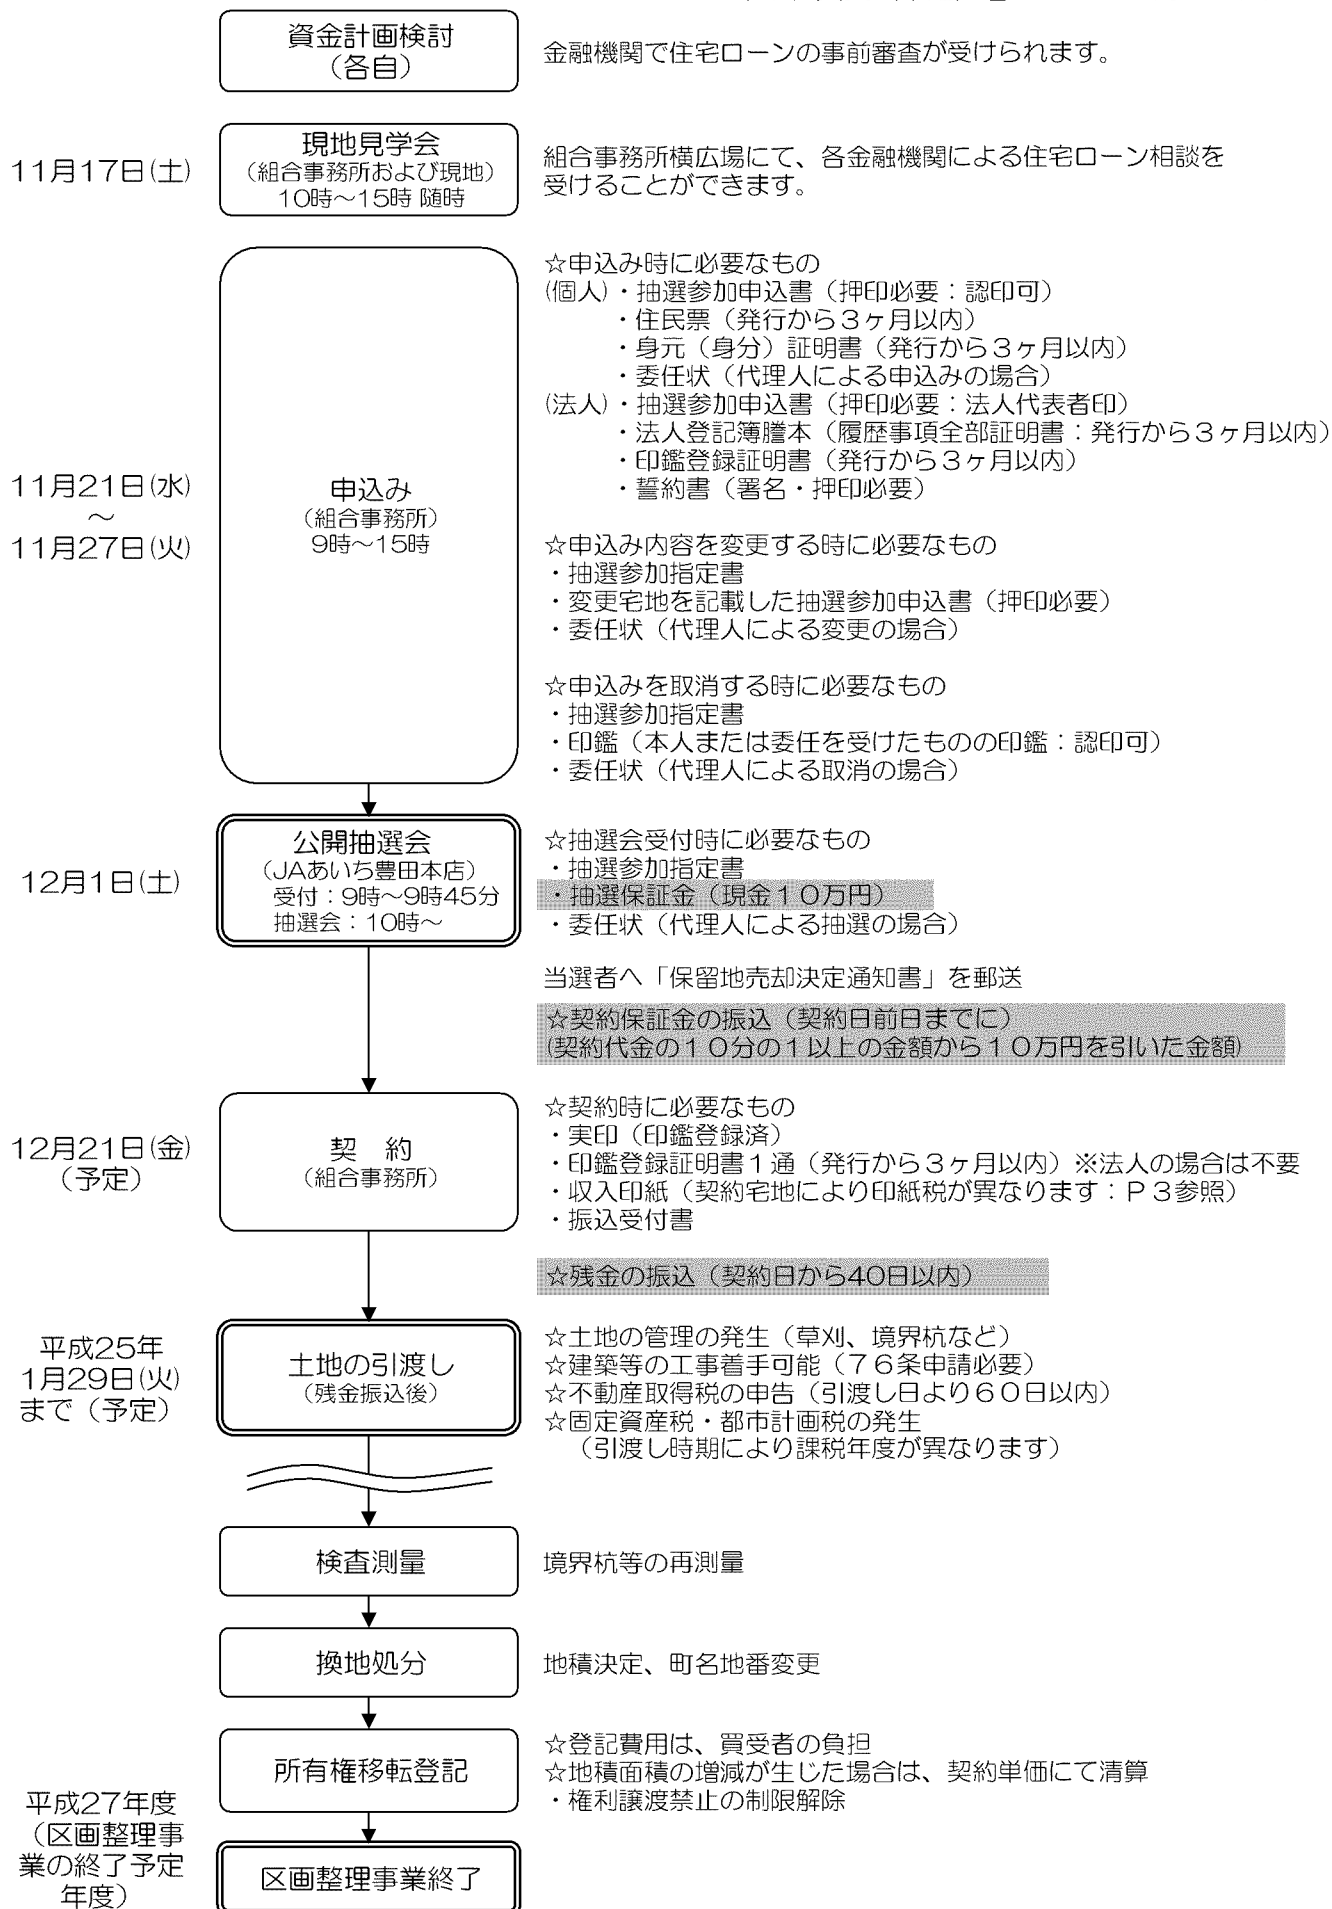 資金計画検討
（各自）
金融機関で住宅ローンの事前審査が受けられます。
11月17日(土)
現地見学会
（組合事務所および現地）
10時～15時 随時
組合事務所横広場にて、各金融機関による住宅ローン相談を
受けることができます。
11月21日(水)
～
11月27日(火)
申込み
（組合事務所）
9時～15時
☆申込み時に必要なもの
(個人)・抽選参加申込書（押印必要：認印可）
・住民票（発行から３ヶ月以内）
・身元（身分）証明書（発行から３ヶ月以内）
・委任状（代理人による申込みの場合）
(法人)・抽選参加申込書（押印必要：法人代表者印）
・法人登記簿謄本（履歴事項全部証明書：発行から３ヶ月以内）
・印鑑登録証明書（発行から３ヶ月以内）
・誓約書（署名・押印必要）
☆申込み内容を変更する時に必要なもの
・抽選参加指定書
・変更宅地を記載した抽選参加申込書（押印必要）
・委任状（代理人による変更の場合）
☆申込みを取消する時に必要なもの
・抽選参加指定書
・印鑑（本人または委任を受けたものの印鑑：認印可）
・委任状（代理人による取消の場合）
12月1日(土)
公開抽選会
（JAあいち豊田本店）
受付：9時～9時45分
抽選会：10時～
☆抽選会受付時に必要なもの
・抽選参加指定書
・抽選保証金（現金１０万円）
・委任状（代理人による抽選の場合）
当選者へ「保留地売却決定通知書」を郵送
☆契約保証金の振込（契約日前日までに）
(契約代金の１０分の１以上の金額から１０万円を引いた金額)
12月21日(金)
（予定）
契　約
（組合事務所）
☆契約時に必要なもの
・実印（印鑑登録済）
・印鑑登録証明書１通（発行から３ヶ月以内）※法人の場合は不要
・収入印紙（契約宅地により印紙税が異なります：Ｐ３参照）
・振込受付書
☆残金の振込（契約日から40日以内）
平成25年
1月29日(火)
まで（予定）
土地の引渡し
（残金振込後）
☆土地の管理の発生（草刈、境界杭など）
☆建築等の工事着手可能（７６条申請必要）
☆不動産取得税の申告（引渡し日より６０日以内）
☆固定資産税・都市計画税の発生
（引渡し時期により課税年度が異なります）
検査測量
境界杭等の再測量
換地処分
地積決定、町名地番変更
所有権移転登記
☆登記費用は、買受者の負担
☆地積面積の増減が生じた場合は、契約単価にて清算
・権利譲渡禁止の制限解除
平成27年度
（区画整理事
業の終了予定
年度）
区画整理事業終了